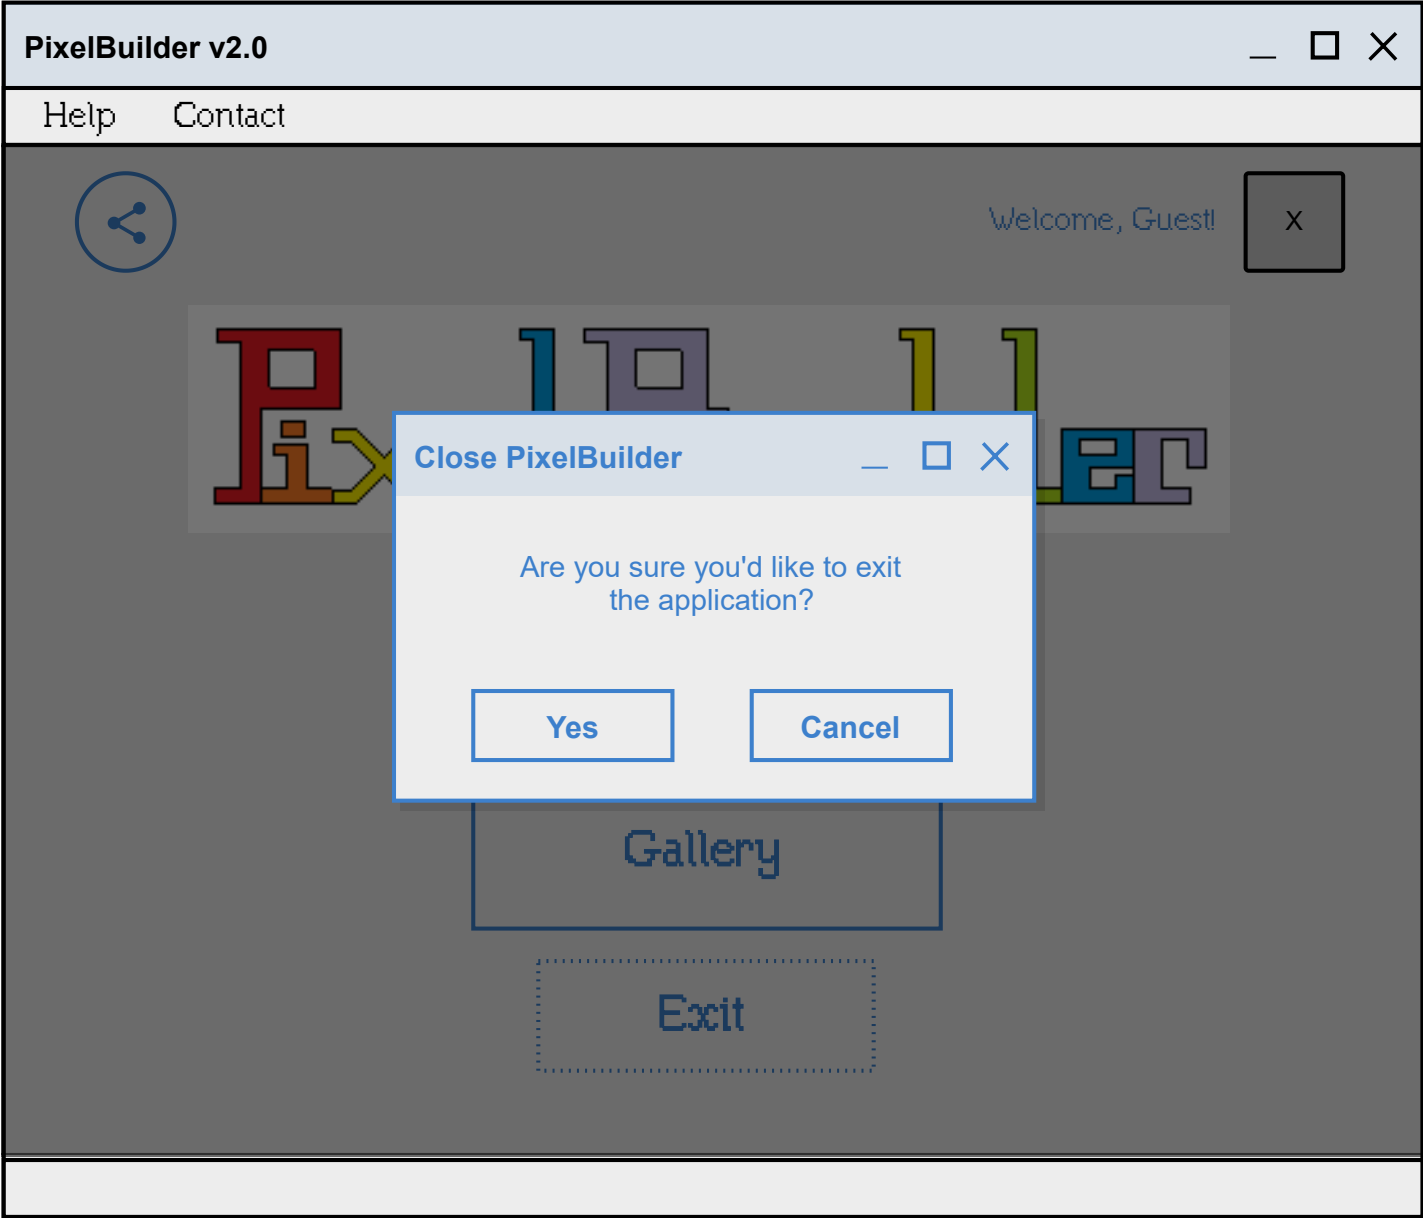 PixelBuilder v2.0
Help Contact
Welcome, Guest!
X
Close PixelBuilder
Are you sure you'd like to exit
the application?
Yes Cancel
Gallery
Exit